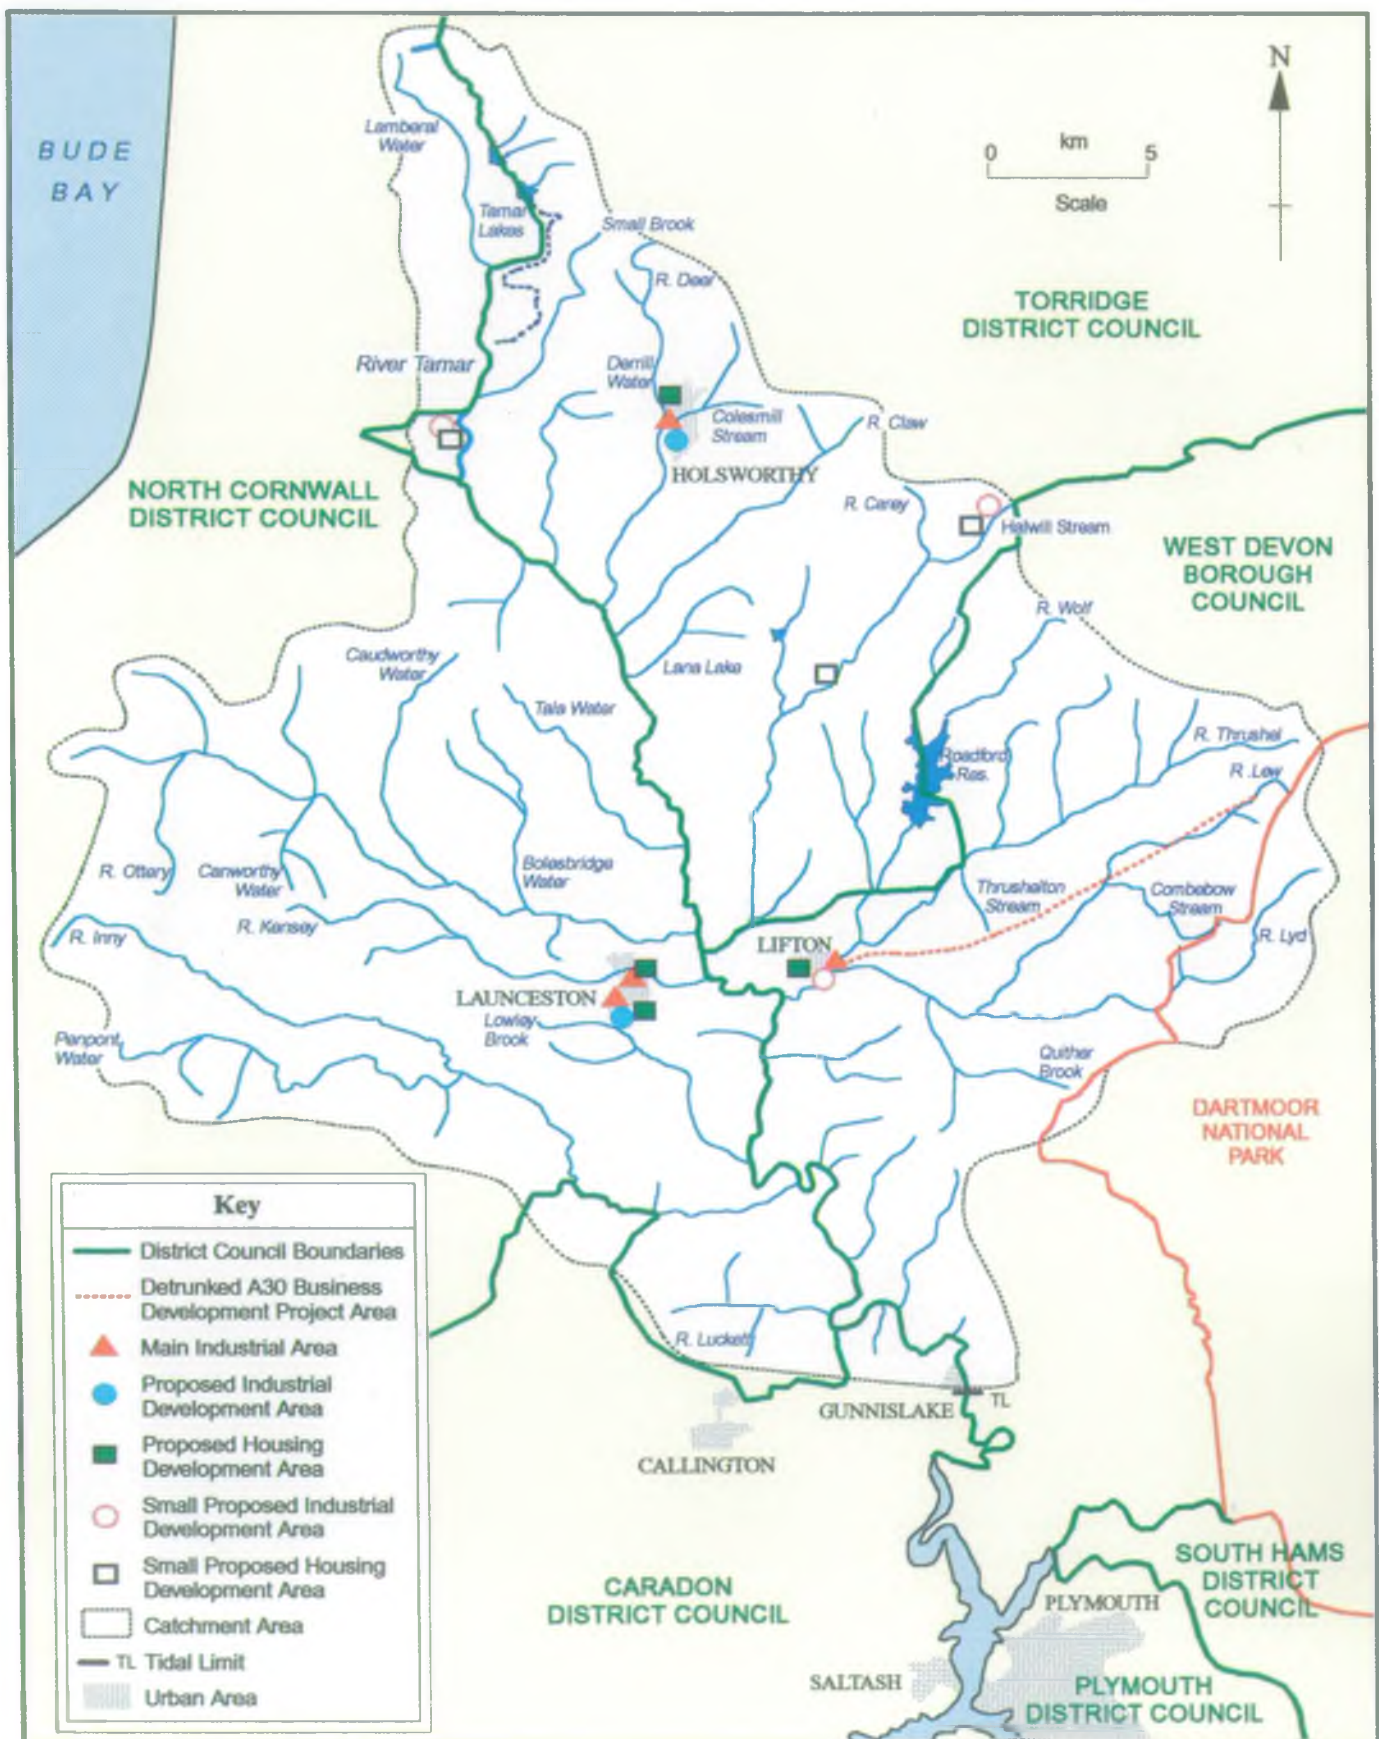 N
km
0 5
Scale
BUDE
BAY
Lamberal
Water
Tamar
Lakes
Small Brook
R. Deer
TORRIDGE
DISTRICT COUNCIL
River Tamar
Derrill
Water
Colesmill
Stream
R. Claw
HOLSWORTHY
NORTH CORNWALL
DISTRICT COUNCIL
R. Carey
Halwill Stream
WEST DEVON
BOROUGH
COUNCIL
R. Wolf
Caudworthy
Water
Lana Lake
Tala Water
R. Thrushel
Roadford
Res.
R. Lew
R. Ottery
Canworthy
Water
Bolesbridge
Water
Thrushelton
Stream
Combebow
Stream
R. Kensey
R. Inny
LIFTON
R. Lyd
LAUNCESTON
Lowley
Brook
Penpont
Water
Quither
Brook
DARTMOOR
NATIONAL
PARK
Key
District Council Boundaries
Detrunked A30 Business
Development Project Area
Main Industrial Area
Proposed Industrial
Development Area
Proposed Housing
Development Area
Small Proposed Industrial
Development Area
Small Proposed Housing
Development Area
Catchment Area
TL Tidal Limit
Urban Area
R. Luckett
GUNNISLAKE
TL
CALLINGTON
CARADON
DISTRICT COUNCIL
SOUTH HAMS
DISTRICT
COUNCIL
PLYMOUTH
SALTASH
PLYMOUTH
DISTRICT COUNCIL